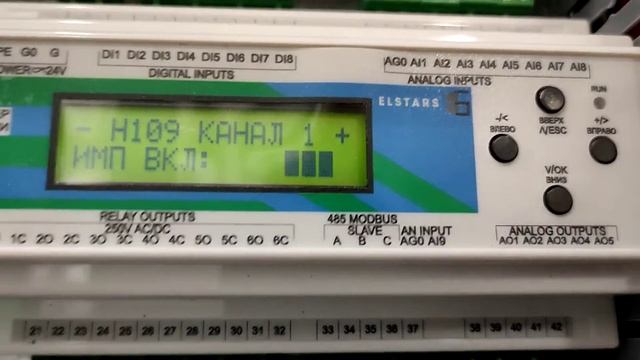 PE G0 G
POWER 24V
DI1 DI2 DI3 DI4 DI5 DI6 DI7 DI8
DIGITAL INPUTS
AG0 AI1 AI2 AI3 AI4 AI5 AI6 AI7 AI8
ANALOG INPUTS
RUN
ELSTARS
- Н109 КАНАЛ 1 +
ИМП ВКЛ:
ВВЕРХ
Λ/ESC
-/<
ВЛЕВО
+/>
ВПРАВО
V/OK
ВНИЗ
RELAY OUTPUTS
250V AC/DC
1C 2O 2C 3O 3C 4O 4C 5O 5C 6O 6C
485 MODBUS
SLAVE
A B C
AN INPUT
AG0 AI9
ANALOG OUTPUTS
AO1 AO2 AO3 AO4 AO5
21 22 23 24 25 26 27 28 29 30 31 32 33 34 35 36 37 38 39 40 41 42